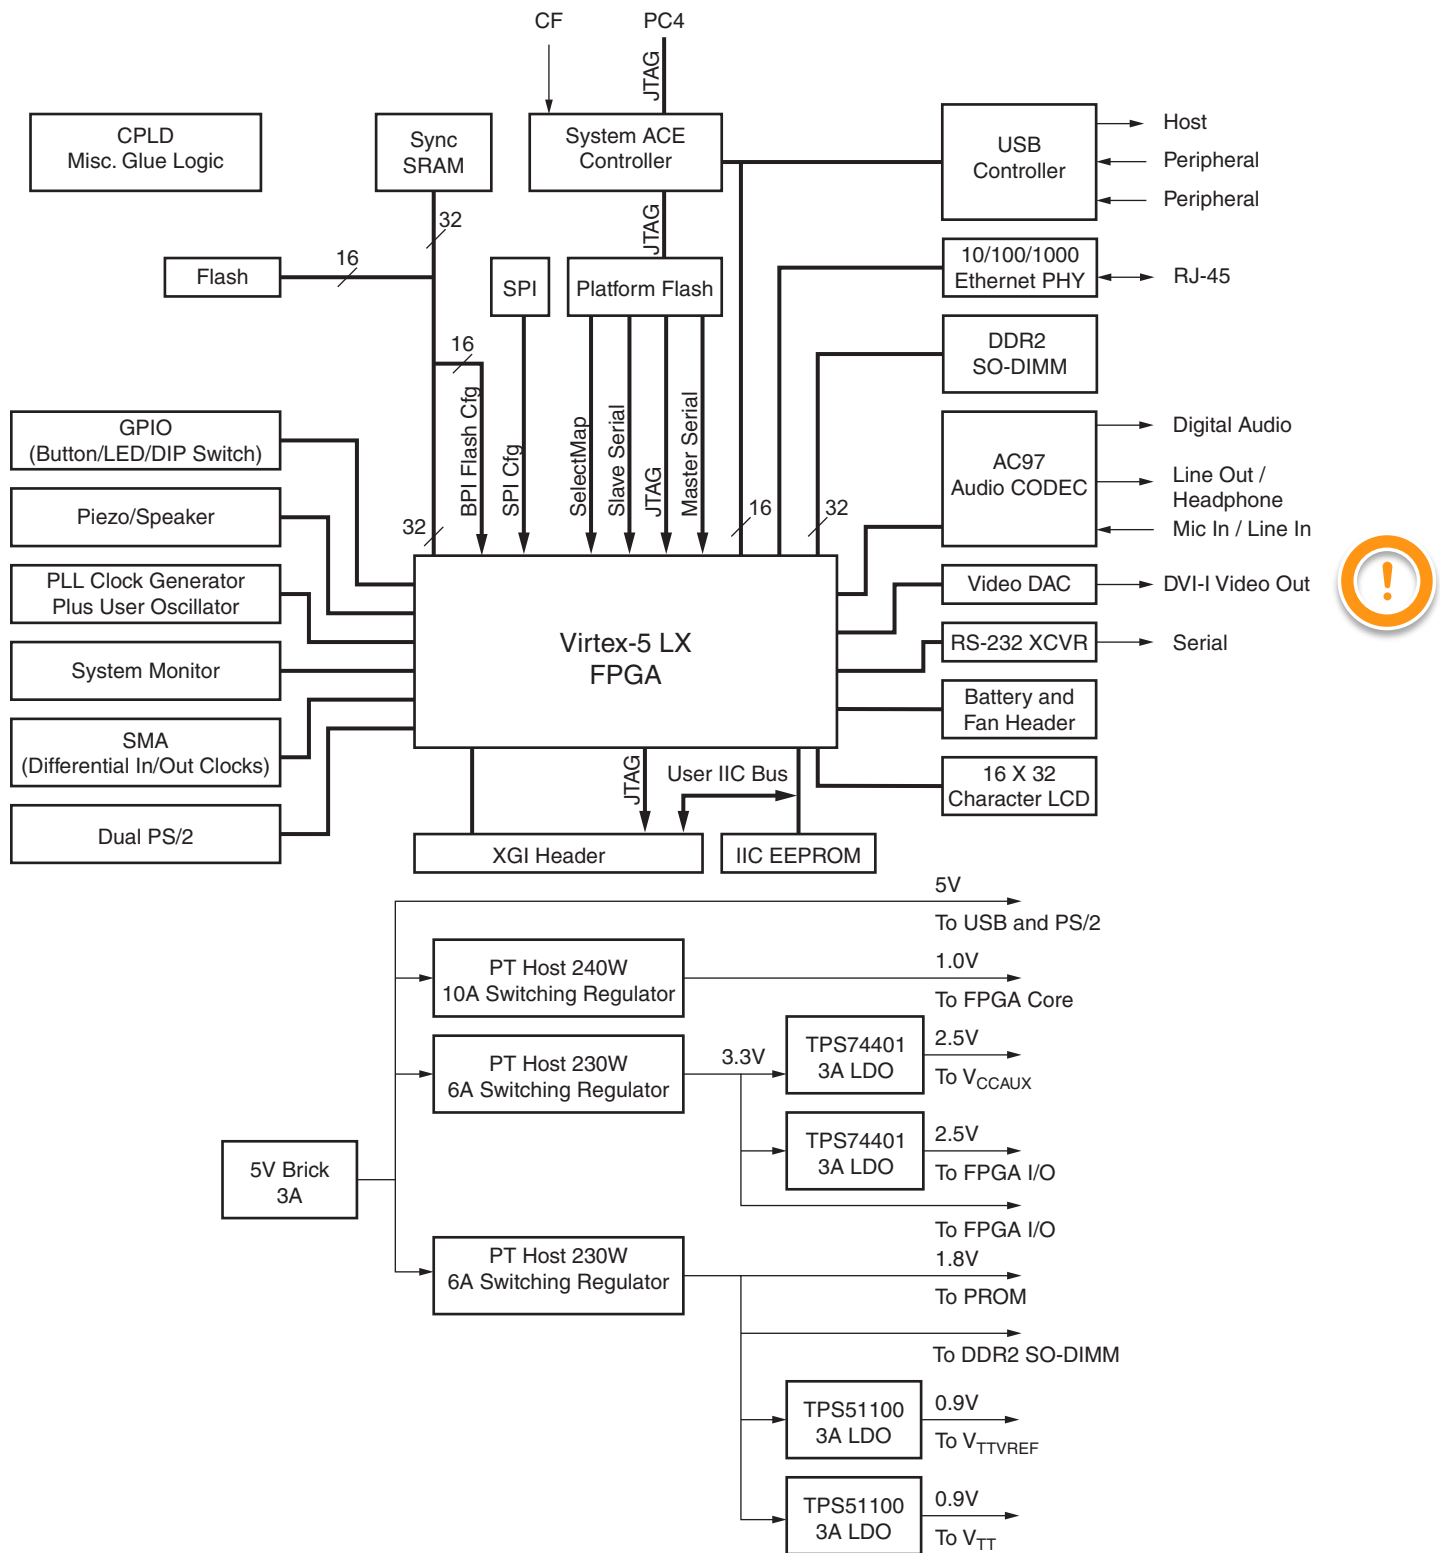 CF
PC4
JTAG
CPLD
Misc. Glue Logic
Sync
SRAM
System ACE
Controller
USB
Controller
Host
Peripheral
Peripheral
32
JTAG
16
Flash
SPI
Platform Flash
10/100/1000
Ethernet PHY
RJ-45
DDR2
SO-DIMM
16
BPI Flash Cfg
SPI Cfg
SelectMap
Slave Serial
JTAG
Master Serial
GPIO
(Button/LED/DIP Switch)
AC97
Audio CODEC
Digital Audio
Line Out /
Headphone
Mic In / Line In
Piezo/Speaker
32
16
32
PLL Clock Generator
Plus User Oscillator
Video DAC
DVI-I Video Out
!
Virtex-5 LX
FPGA
System Monitor
RS-232 XCVR
Serial
Battery and
Fan Header
SMA
(Differential In/Out Clocks)
JTAG
User IIC Bus
16 X 32
Character LCD
Dual PS/2
XGI Header
IIC EEPROM
5V
To USB and PS/2
PT Host 240W
10A Switching Regulator
1.0V
To FPGA Core
PT Host 230W
6A Switching Regulator
3.3V
TPS74401
3A LDO
2.5V
To VCCAUX
TPS74401
3A LDO
2.5V
To FPGA I/O
5V Brick
3A
To FPGA I/O
PT Host 230W
6A Switching Regulator
1.8V
To PROM
To DDR2 SO-DIMM
TPS51100
3A LDO
0.9V
To VTTVREF
TPS51100
3A LDO
0.9V
To VTT